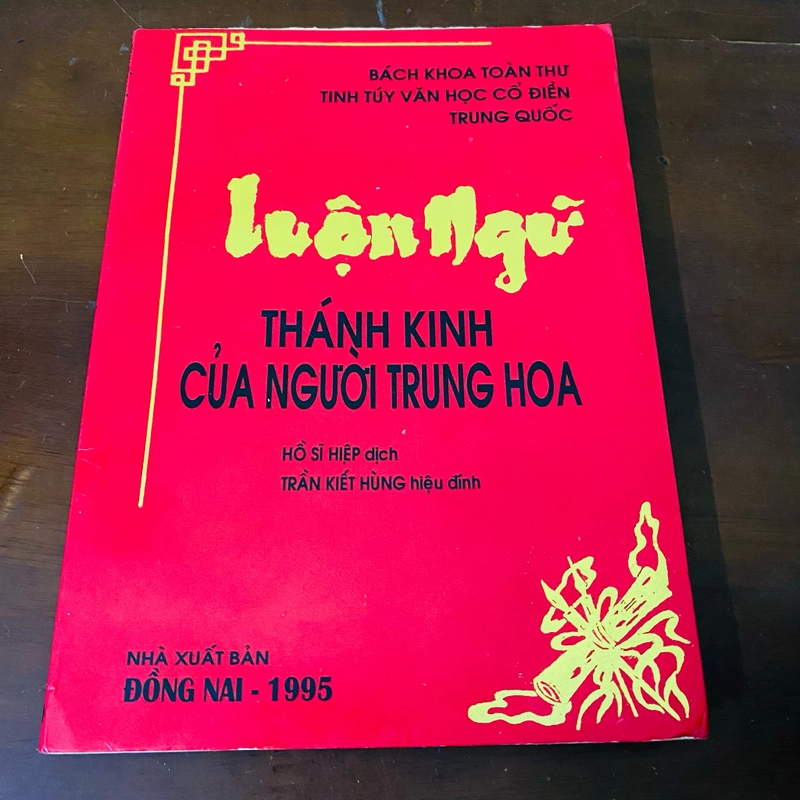 BÁCH KHOA TOÀN THƯ
TINH TÚY VĂN HỌC CỔ ĐIỂN
TRUNG QUỐC
Luận Ngữ
THÁNH KINH
CỦA NGƯỜI TRUNG HOA
HỒ SĨ HIỆP dịch
TRẦN KIẾT HÙNG hiệu đính
NHÀ XUẤT BẢN
ĐỒNG NAI - 1995